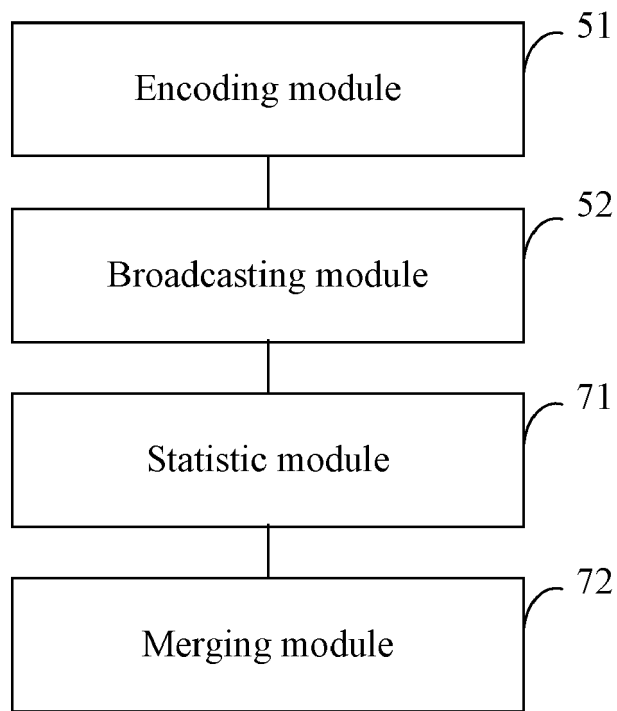 51
Encoding module
52
Broadcasting module
71
Statistic module
72
Merging module